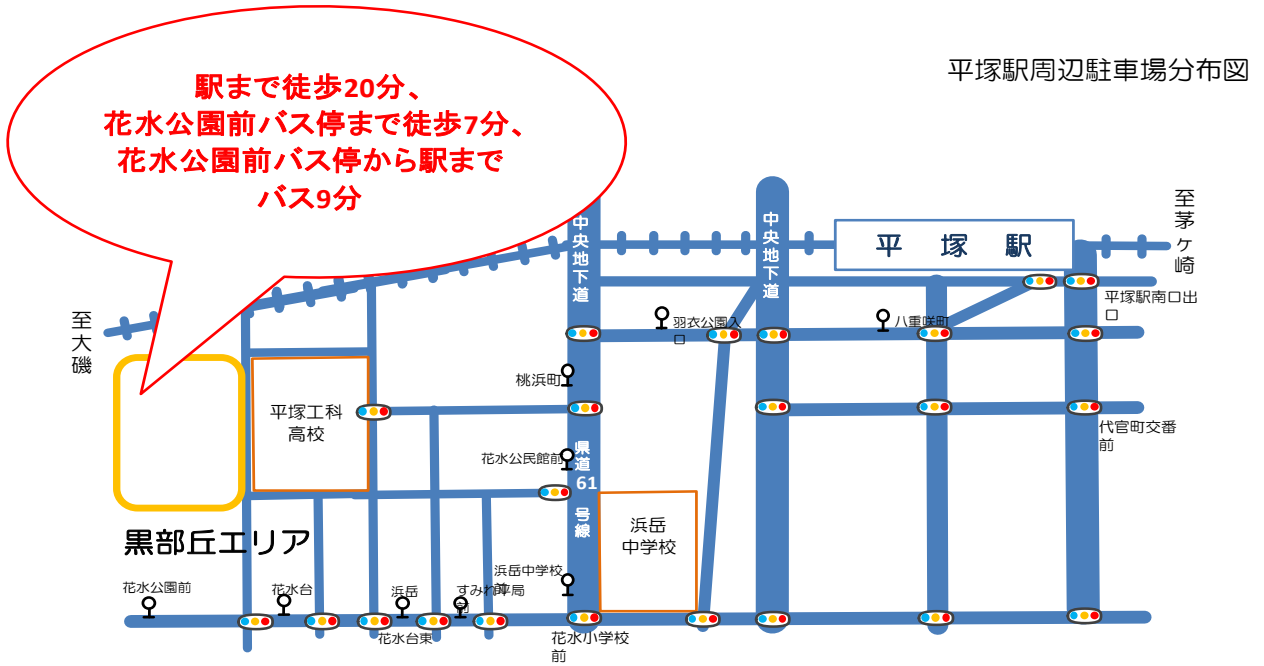 平塚駅周辺駐車場分布図
駅まで徒歩20分、
花水公園前バス停まで徒歩7分、
花水公園前バス停から駅まで
バス9分
至茅ヶ崎
中央地下道
中央地下道
平塚駅
至大磯
平塚駅南口出
口
羽衣公園入
口
八重咲町
桃浜町
平塚工科
高校
代官町交番
前
花水公民館前
県道61号線
浜岳
中学校
黒部丘エリア
花水公園前
花水台
浜岳
浜岳中学校
前
花水台東
花水小学校
前